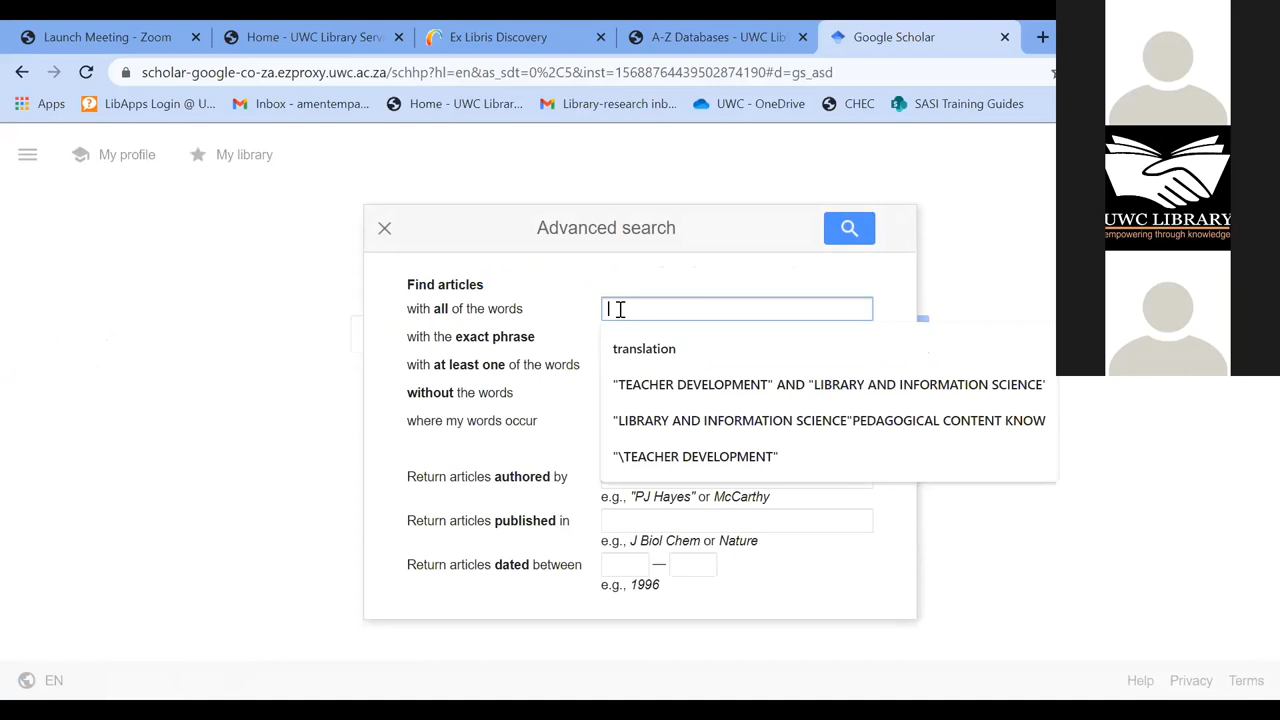 Launch Meeting - Zoom
Home - UWC Library Serv
Ex Libris Discovery
A-Z Databases - UWC Lib
Google Scholar
scholar-google-co-za.ezproxy.uwc.ac.za/schhp?hl=en&as_sdt=0%2C5&inst=15688764439502874190#d=gs_asd
Apps
LibApps Login @ U...
Inbox - amentempa...
Home - UWC Librar...
Library-research inb...
UWC - OneDrive
CHEC
SASI Training Guides
My profile
My library
UWC LIBRARY
empowering through knowledge
Advanced search
Find articles
with all of the words
with the exact phrase
translation
with at least one of the words
"TEACHER DEVELOPMENT" AND "LIBRARY AND INFORMATION SCIENCE'
without the words
where my words occur
"LIBRARY AND INFORMATION SCIENCE"PEDAGOGICAL CONTENT KNOW
"\TEACHER DEVELOPMENT"
Return articles authored by
e.g., "PJ Hayes" or McCarthy
Return articles published in
e.g., J Biol Chem or Nature
Return articles dated between
—
e.g., 1996
EN
Help
Privacy
Terms